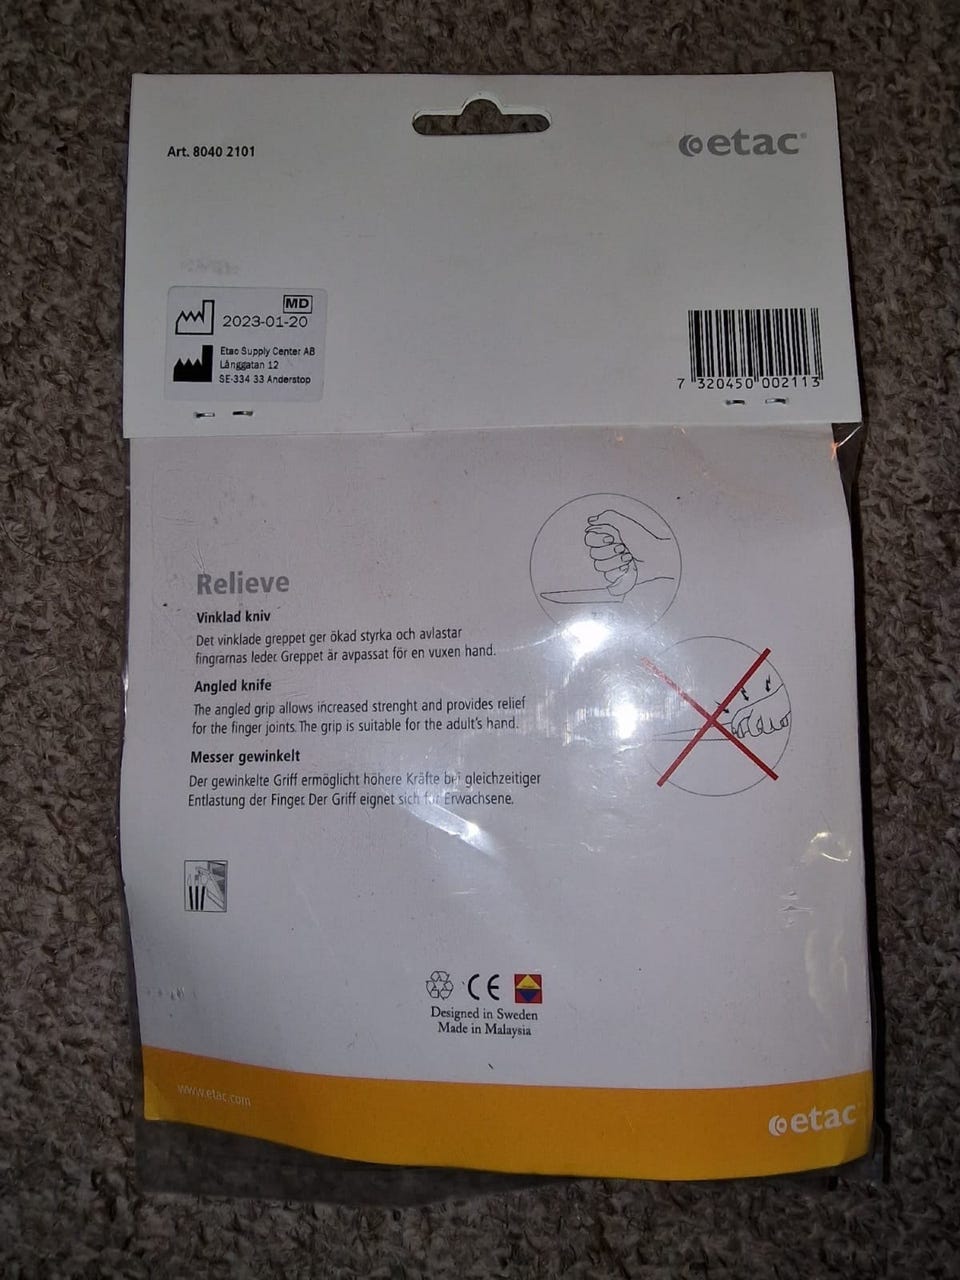 Art. 8040 2101
etac
MD
2023-01-20
Etac Supply Center AB
Långgatan 12
SE-334 33 Anderstop
7 320450 002113
Relieve
Vinklad kniv
Det vinklade greppet ger ökad styrka och avlastar
fingrarnas leder. Greppet är avpassat för en vuxen hand.
Angled knife
The angled grip allows increased strenght and provides relief
for the finger joints. The grip is suitable for the adult's hand.
Messer gewinkelt
Der gewinkelte Griff ermöglicht höhere Kräfte bei gleichzeitiger
Entlastung der Finger. Der Griff eignet sich für Erwachsene.
CE
Designed in Sweden
Made in Malaysia
www.etac.com
etac